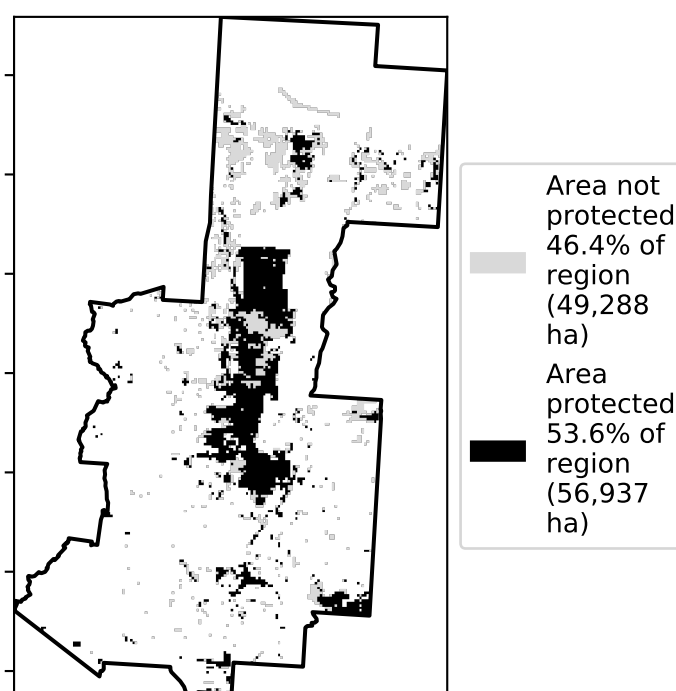 Area not
protected
46.4% of
region
(49,288
ha)
Area
protected
53.6% of
region
(56,937
ha)